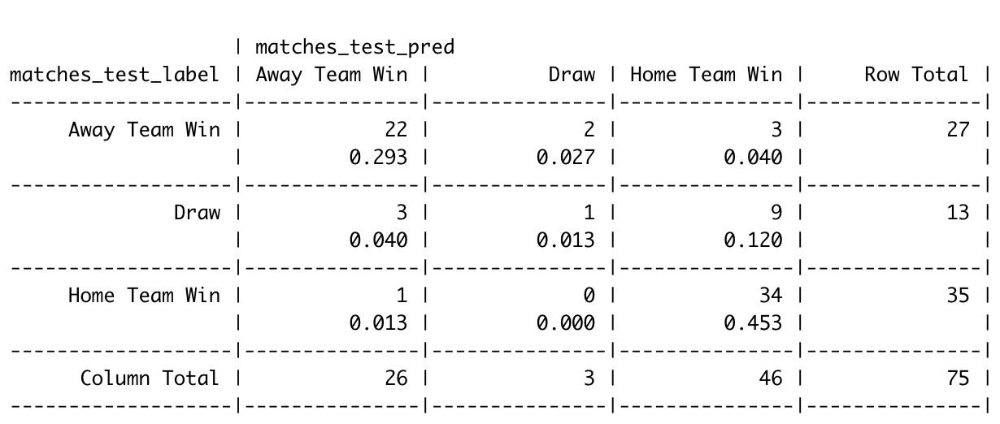 | matches_test_pred
matches_test_label | Away Team Win |          Draw | Home Team Win |     Row Total |
-------------------|---------------|---------------|---------------|---------------|
     Away Team Win |            22 |             2 |             3 |            27 |
                   |         0.293 |         0.027 |         0.040 |               |
-------------------|---------------|---------------|---------------|---------------|
              Draw |             3 |             1 |             9 |            13 |
                   |         0.040 |         0.013 |         0.120 |               |
-------------------|---------------|---------------|---------------|---------------|
     Home Team Win |             1 |             0 |            34 |            35 |
                   |         0.013 |         0.000 |         0.453 |               |
-------------------|---------------|---------------|---------------|---------------|
      Column Total |            26 |             3 |            46 |            75 |
-------------------|---------------|---------------|---------------|---------------|